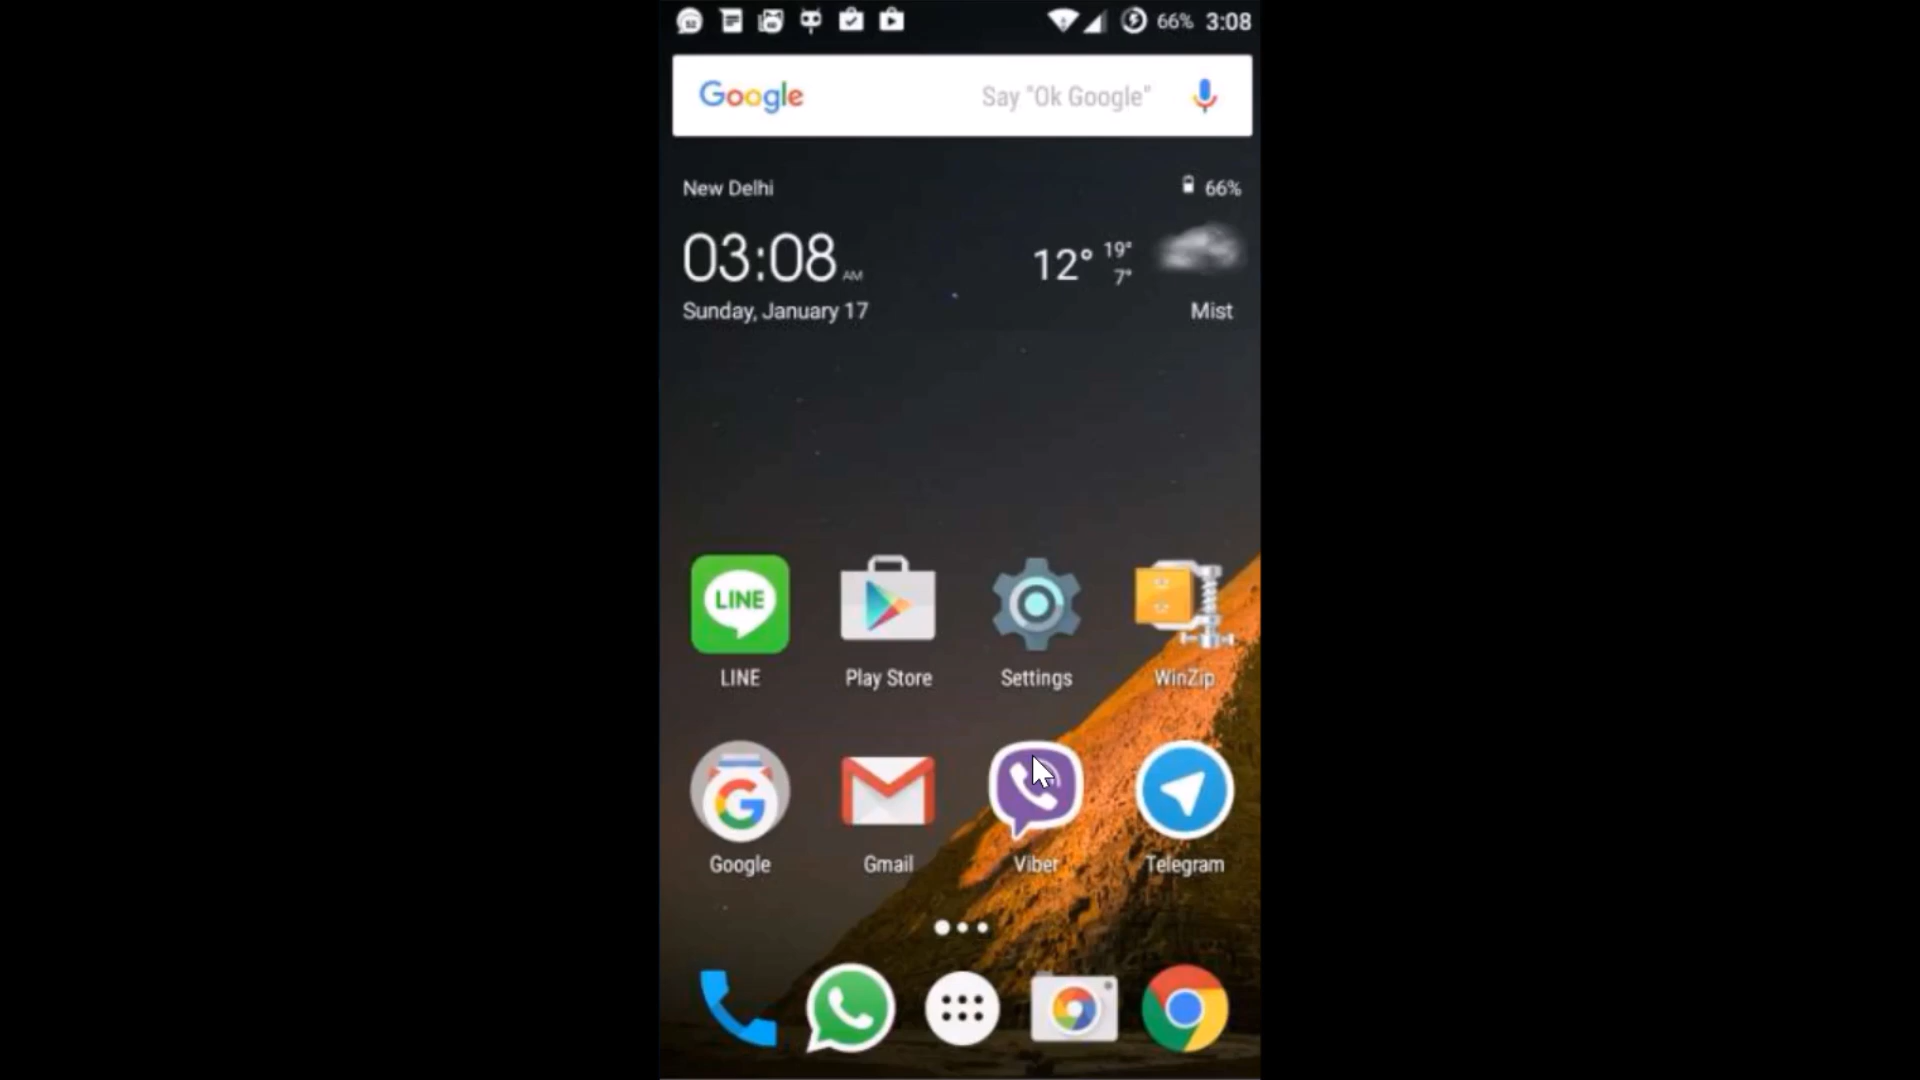 66% 3:08
Google Say "Ok Google"
New Delhi 66%
03:08 AM 12° 19° 7°
Sunday, January 17 Mist
LINE
LINE Play Store Settings WinZip
G
Google Gmail Viber Telegram